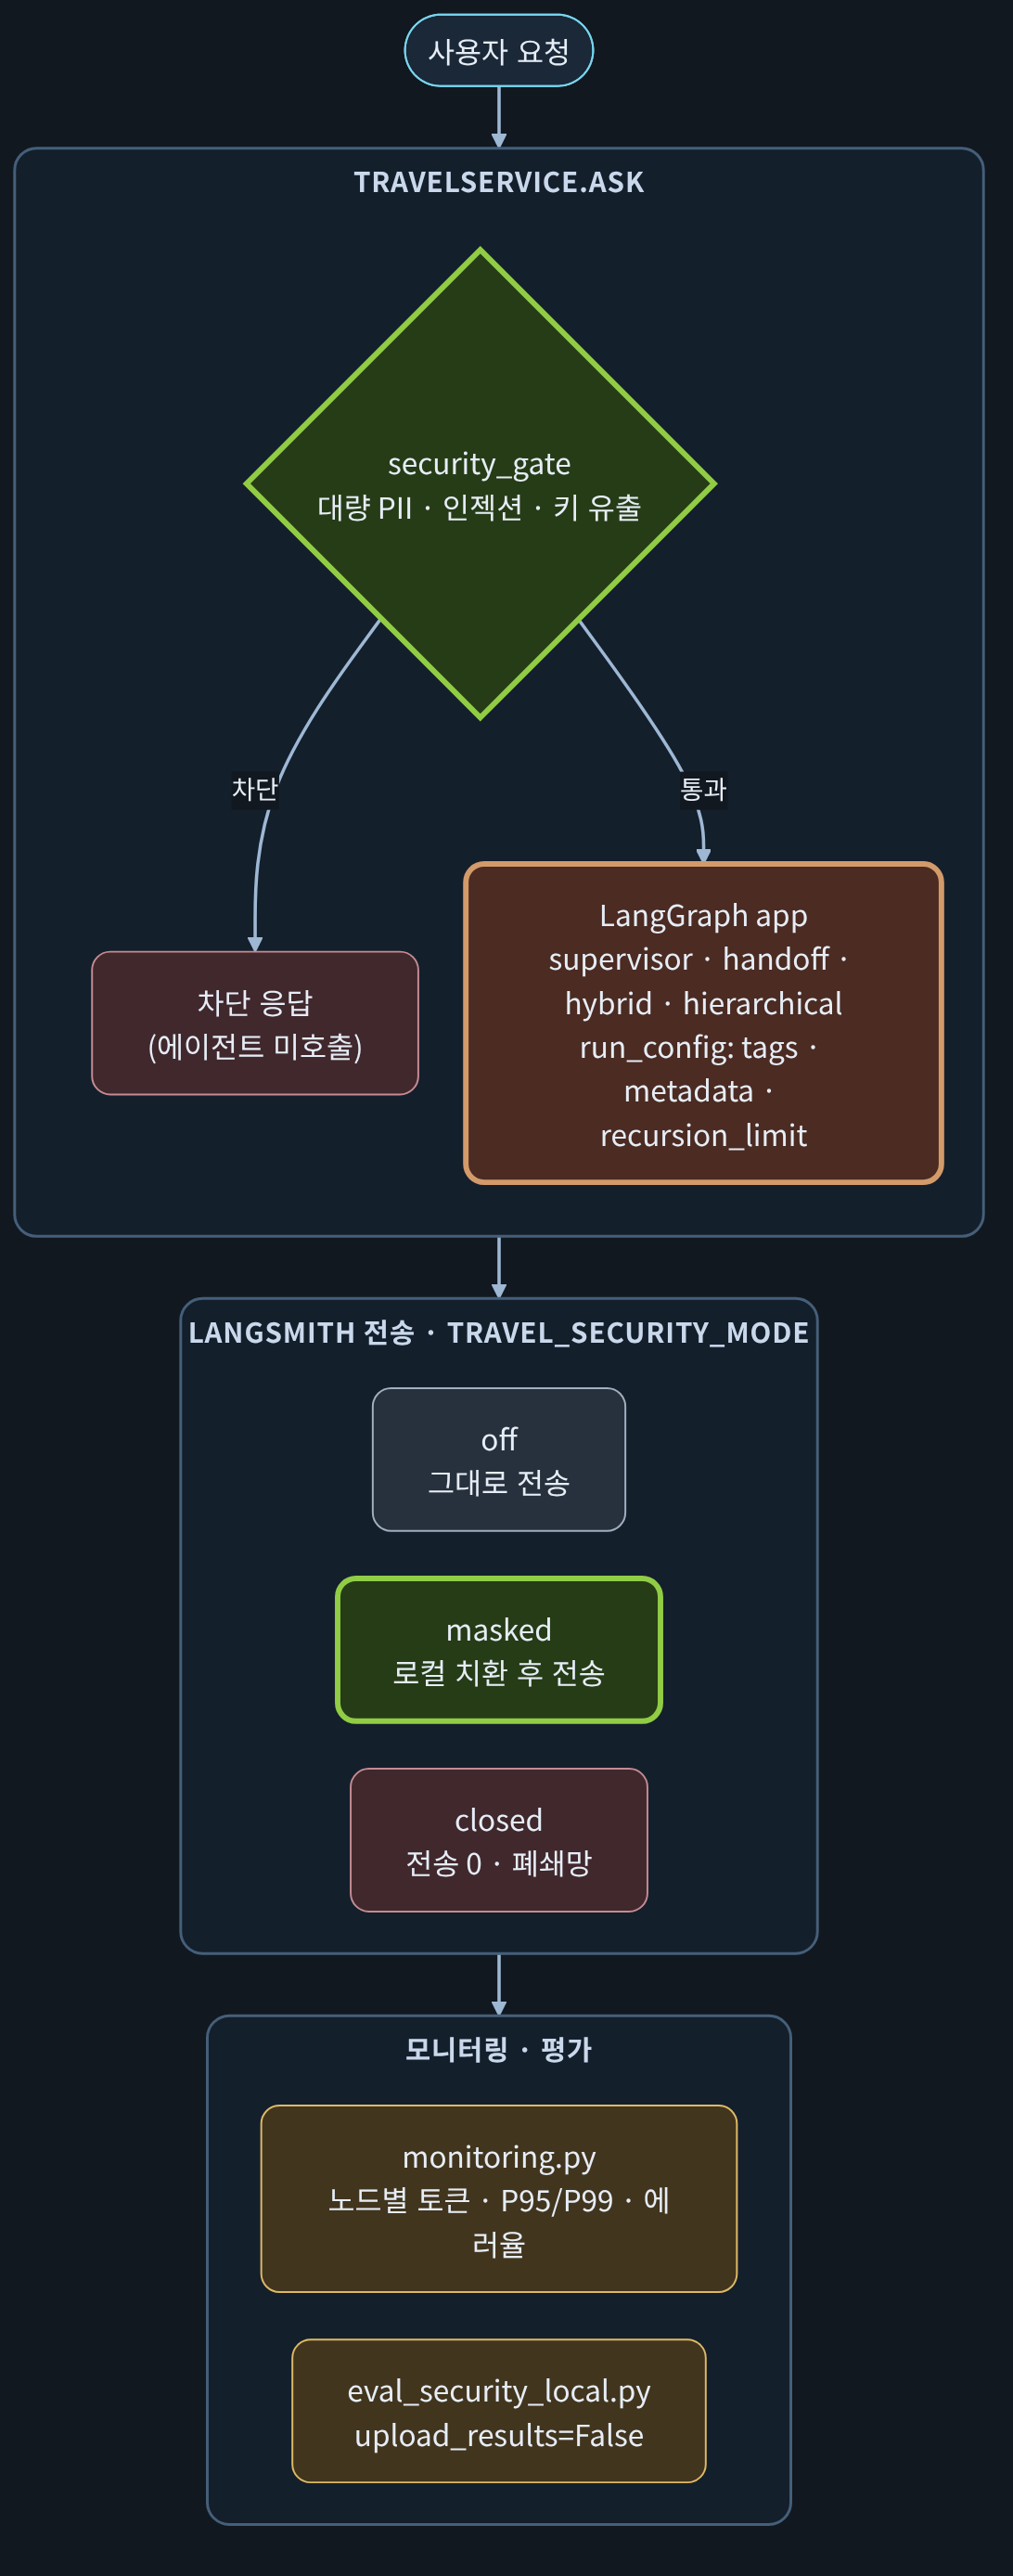 사용자 요청
TRAVELSERVICE.ASK
security_gate
대량 PII · 인젝션 · 키 유출
차단
통과
차단 응답
(에이전트 미호출)
LangGraph app
supervisor · handoff ·
hybrid · hierarchical
run_config: tags ·
metadata ·
recursion_limit
LANGSMITH 전송 · TRAVEL_SECURITY_MODE
off
그대로 전송
masked
로컬 치환 후 전송
closed
전송 0 · 폐쇄망
모니터링 · 평가
monitoring.py
노드별 토큰 · P95/P99 · 에
러율
eval_security_local.py
upload_results=False